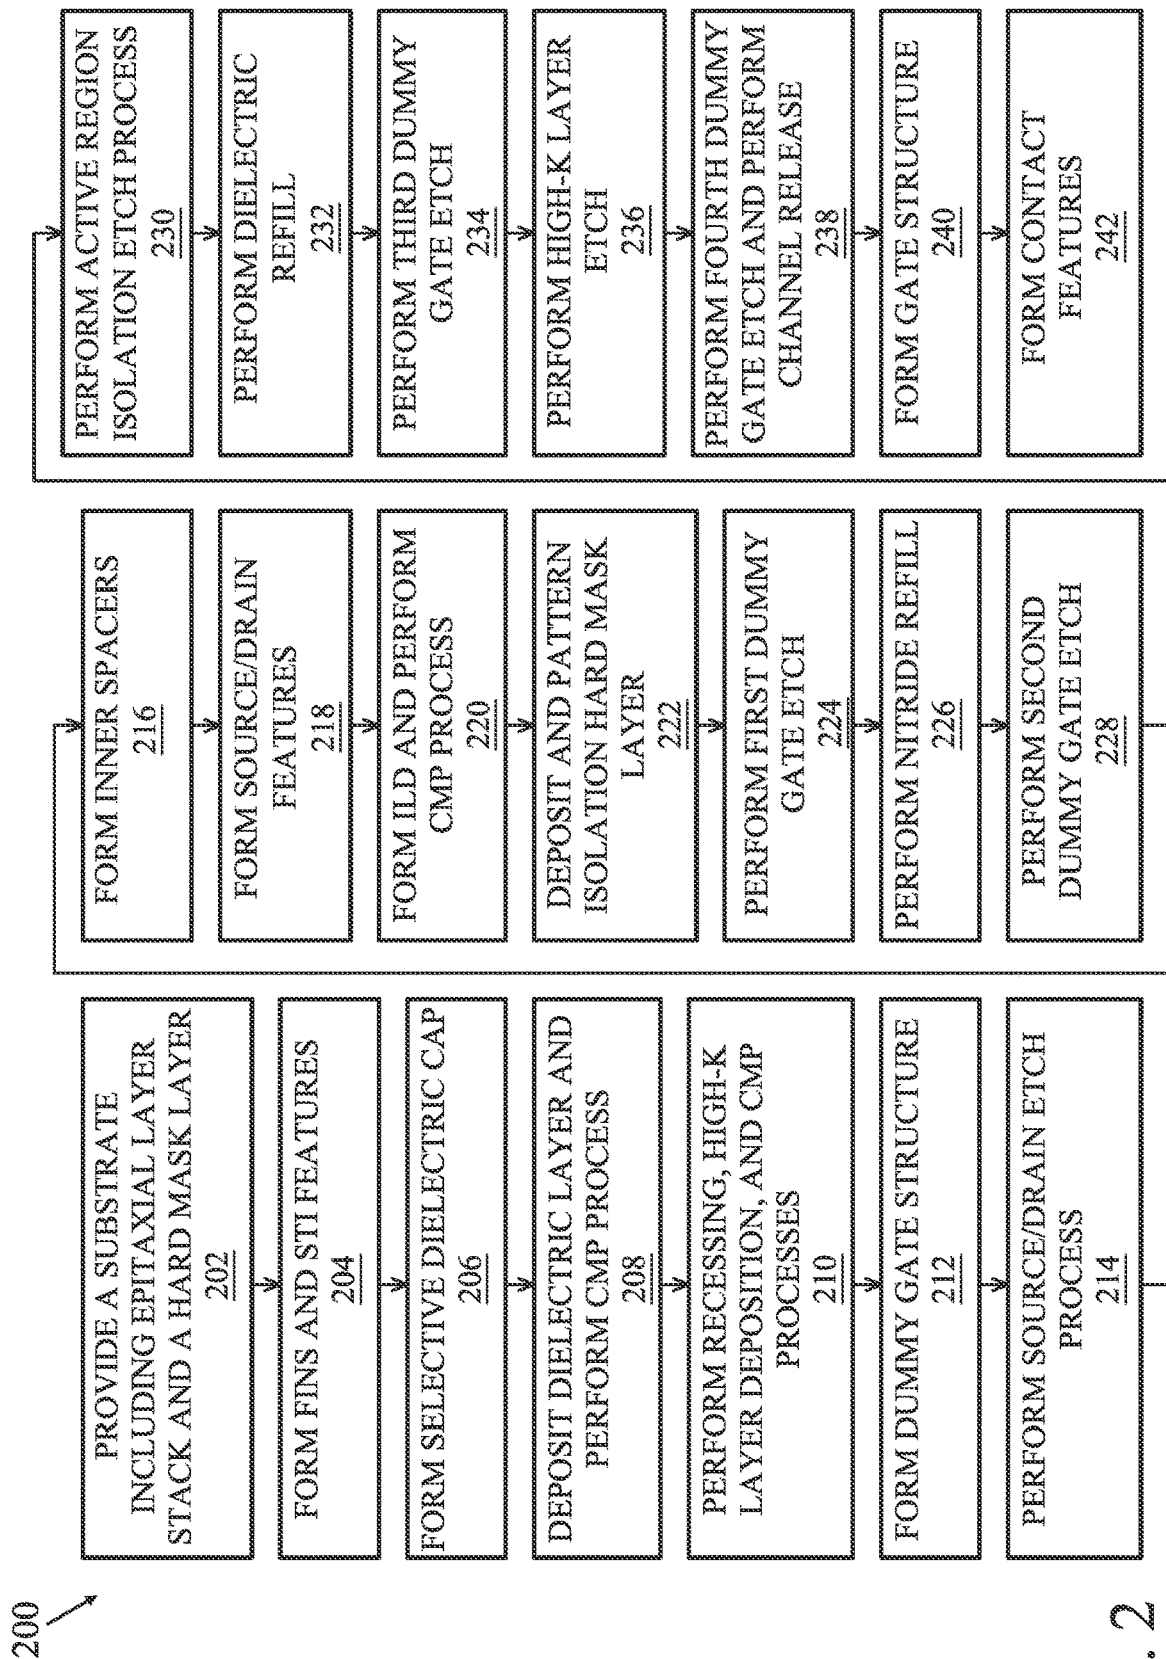 200
PROVIDE A SUBSTRATE
INCLUDING EPITAXIAL LAYER
STACK AND A HARD MASK LAYER
202
FORM FINS AND STI FEATURES
204
FORM SELECTIVE DIELECTRIC CAP
206
DEPOSIT DIELECTRIC LAYER AND
PERFORM CMP PROCESS
208
PERFORM RECESSING, HIGH-K
LAYER DEPOSITION, AND CMP
PROCESSES
210
FORM DUMMY GATE STRUCTURE
212
PERFORM SOURCE/DRAIN ETCH
PROCESS
214
FORM INNER SPACERS
216
FORM SOURCE/DRAIN
FEATURES
218
FORM ILD AND PERFORM
CMP PROCESS
220
DEPOSIT AND PATTERN
ISOLATION HARD MASK
LAYER
222
PERFORM FIRST DUMMY
GATE ETCH
224
PERFORM NITRIDE REFILL
226
PERFORM SECOND
DUMMY GATE ETCH
228
PERFORM ACTIVE REGION
ISOLATION ETCH PROCESS
230
PERFORM DIELECTRIC
REFILL
232
PERFORM THIRD DUMMY
GATE ETCH
234
PERFORM HIGH-K LAYER
ETCH
236
PERFORM FOURTH DUMMY
GATE ETCH AND PERFORM
CHANNEL RELEASE
238
FORM GATE STRUCTURE
240
FORM CONTACT
FEATURES
242
. 2